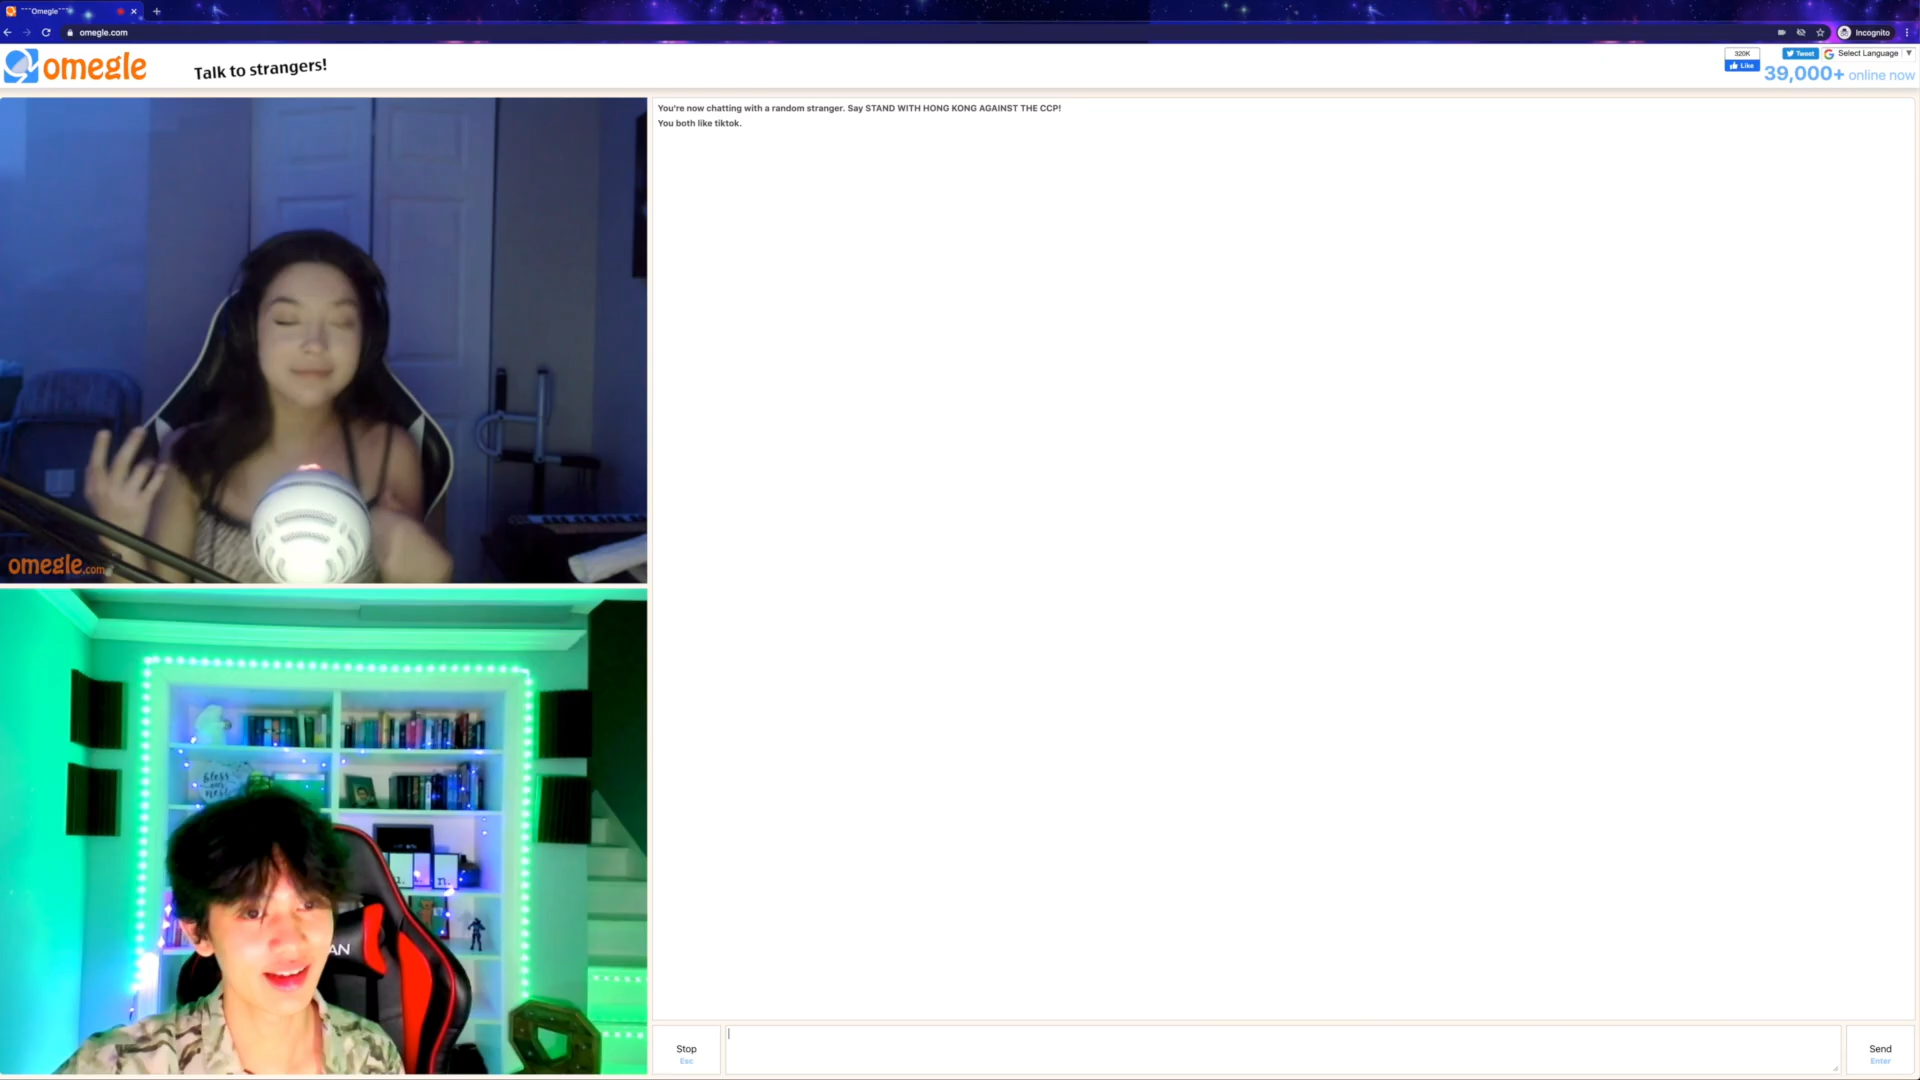 ˜˜˜Omegle˜˜˜
omegle.com
Incognito
omegle
Talk to strangers!
320K
Like
Tweet
Select Language
39,000+ online now
You're now chatting with a random stranger. Say STAND WITH HONG KONG AGAINST THE CCP!
You both like tiktok.
omegle.com
bless
our
AN
n.
Stop
Esc
Send
Enter